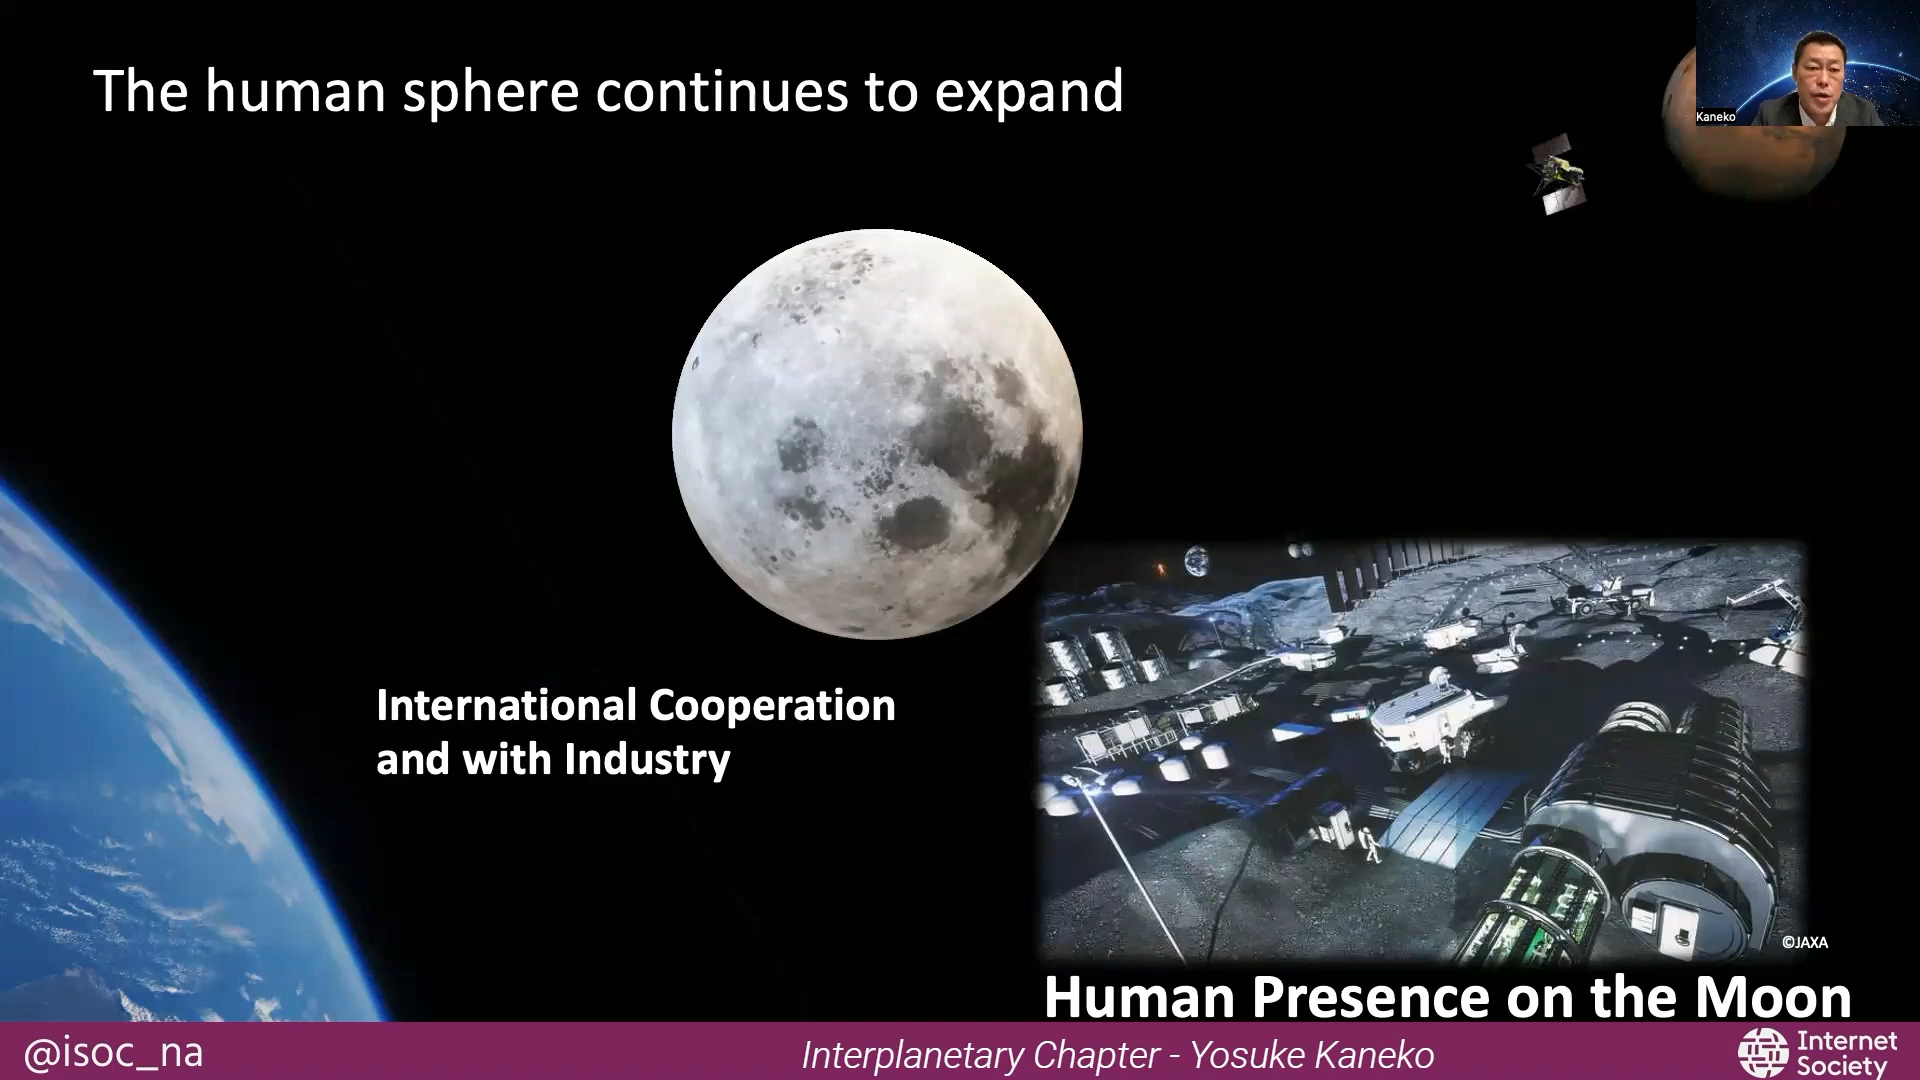 The human sphere continues to expand
Kaneko
International Cooperation
and with Industry
©JAXA
Human Presence on the Moon
@isoc_na
Interplanetary Chapter - Yosuke Kaneko
Internet
Society